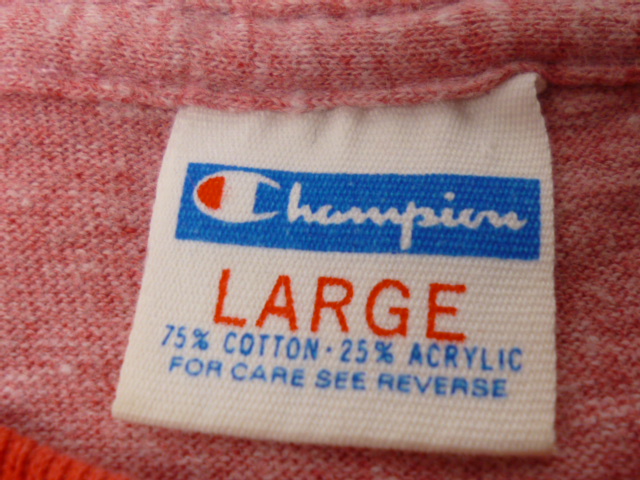 Champion
LARGE
75% COTTON · 25% ACRYLIC
FOR CARE SEE REVERSE